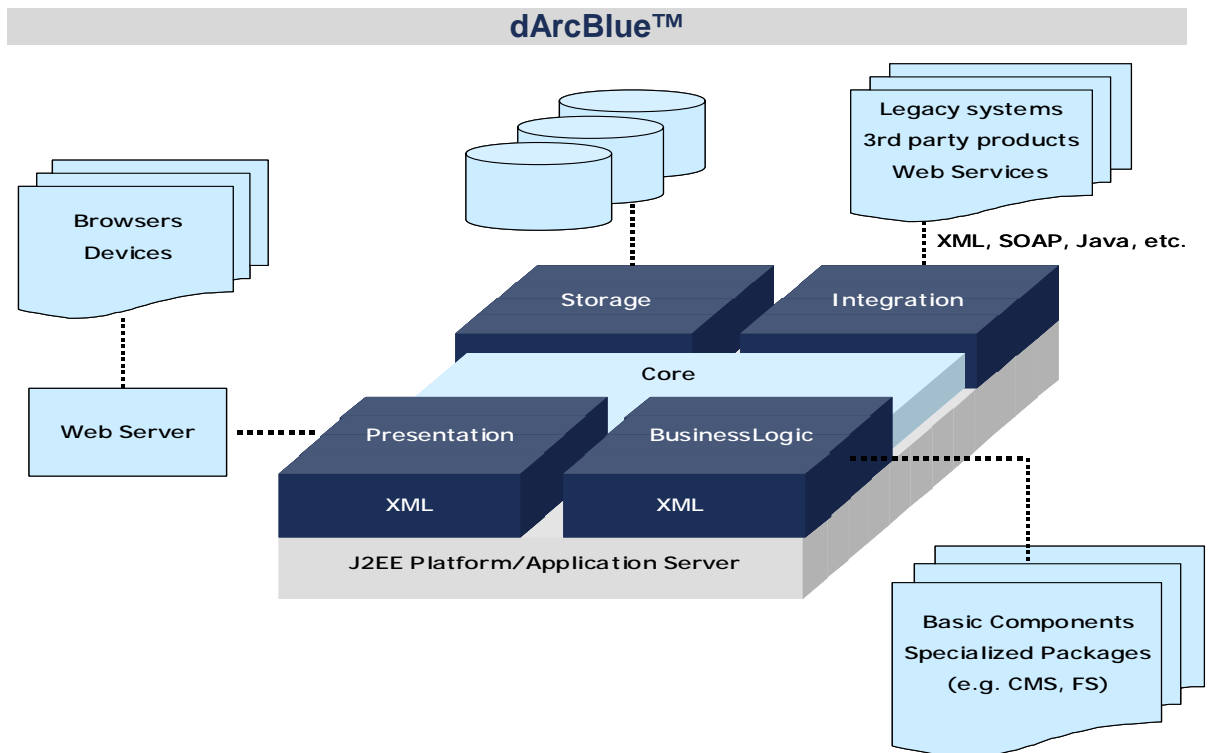 dArcBlue™
Legacy systems
3rd party products
Web Services
Browsers
Devices
XML, SOAP, Java, etc.
Storage
Integration
Core
Web Server
Presentation
BusinessLogic
XML
XML
J2EE Platform/Application Server
Basic Components
Specialized Packages
(e.g. CMS, FS)